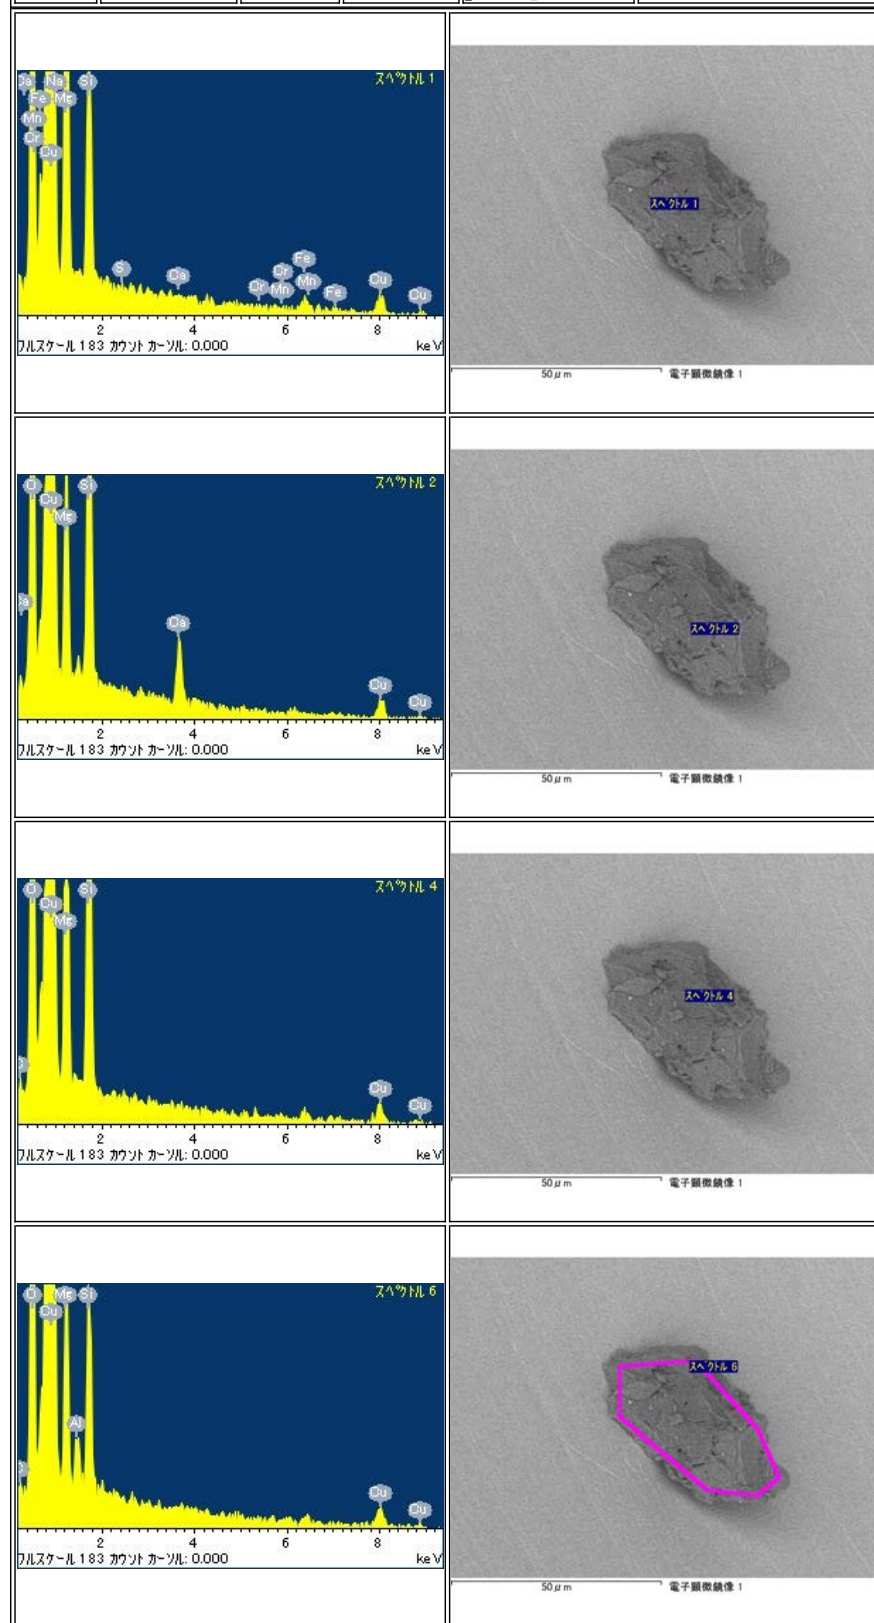 スペクトル 1
Ca Na Si
Fe Mg
Mn
Cr
Cu
S Ca Cr Cr Mn Fe Mn Fe Cu Cu
2 4 6 8
フルスケール 183 カウント カーソル: 0.000 keV
スペクトル 1
50μm 電子顕微鏡像 1
スペクトル 2
O Cu Mg Si
Ca Ca Cu Cu
2 4 6 8
フルスケール 183 カウント カーソル: 0.000 keV
スペクトル 2
50μm 電子顕微鏡像 1
スペクトル 4
O Cu Mg Si
Cu Cu
2 4 6 8
フルスケール 183 カウント カーソル: 0.000 keV
スペクトル 4
50μm 電子顕微鏡像 1
スペクトル 6
O Cu Mg Si
Al Cu Cu
2 4 6 8
フルスケール 183 カウント カーソル: 0.000 keV
スペクトル 6
50μm 電子顕微鏡像 1